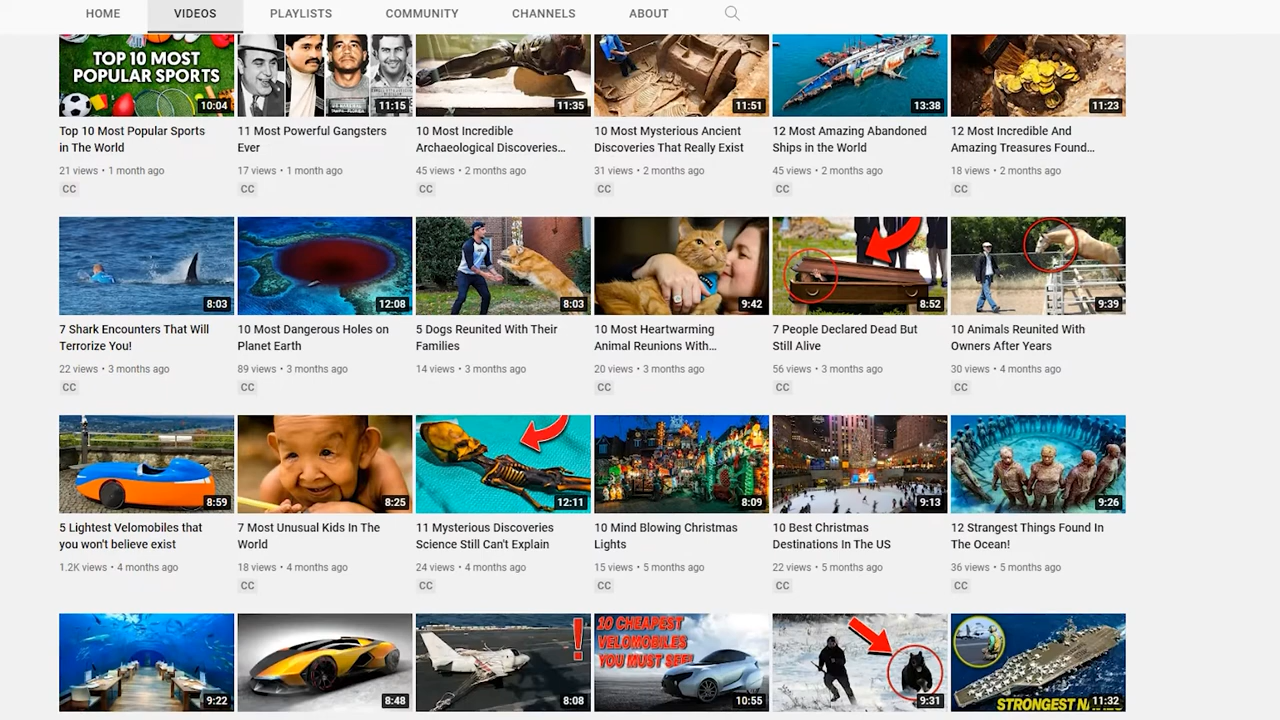 HOME VIDEOS PLAYLISTS COMMUNITY CHANNELS ABOUT
TOP 10 MOST
POPULAR SPORTS
10:04 11:15 11:35 11:51 13:38 11:23
Top 10 Most Popular Sports
in The World
21 views • 1 month ago
CC
11 Most Powerful Gangsters
Ever
17 views • 1 month ago
CC
10 Most Incredible
Archaeological Discoveries...
45 views • 2 months ago
CC
10 Most Mysterious Ancient
Discoveries That Really Exist
31 views • 2 months ago
CC
12 Most Amazing Abandoned
Ships in the World
45 views • 2 months ago
CC
12 Most Incredible And
Amazing Treasures Found...
18 views • 2 months ago
CC
8:03 12:08 8:03 9:42 8:52 9:39
7 Shark Encounters That Will
Terrorize You!
22 views • 3 months ago
CC
10 Most Dangerous Holes on
Planet Earth
89 views • 3 months ago
CC
5 Dogs Reunited With Their
Families
14 views • 3 months ago
10 Most Heartwarming
Animal Reunions With...
20 views • 3 months ago
CC
7 People Declared Dead But
Still Alive
56 views • 3 months ago
CC
10 Animals Reunited With
Owners After Years
30 views • 4 months ago
CC
8:59 8:25 12:11 8:09 9:13 9:26
5 Lightest Velomobiles that
you won't believe exist
1.2K views • 4 months ago
7 Most Unusual Kids In The
World
18 views • 4 months ago
CC
11 Mysterious Discoveries
Science Still Can't Explain
24 views • 4 months ago
CC
10 Mind Blowing Christmas
Lights
15 views • 5 months ago
CC
10 Best Christmas
Destinations In The US
22 views • 5 months ago
CC
12 Strangest Things Found In
The Ocean!
36 views • 5 months ago
CC
9:22 8:48 8:08
!
10 CHEAPEST
VELOMOBILES
YOU MUST SEE!
10:55 9:31
STRONGEST
11:32